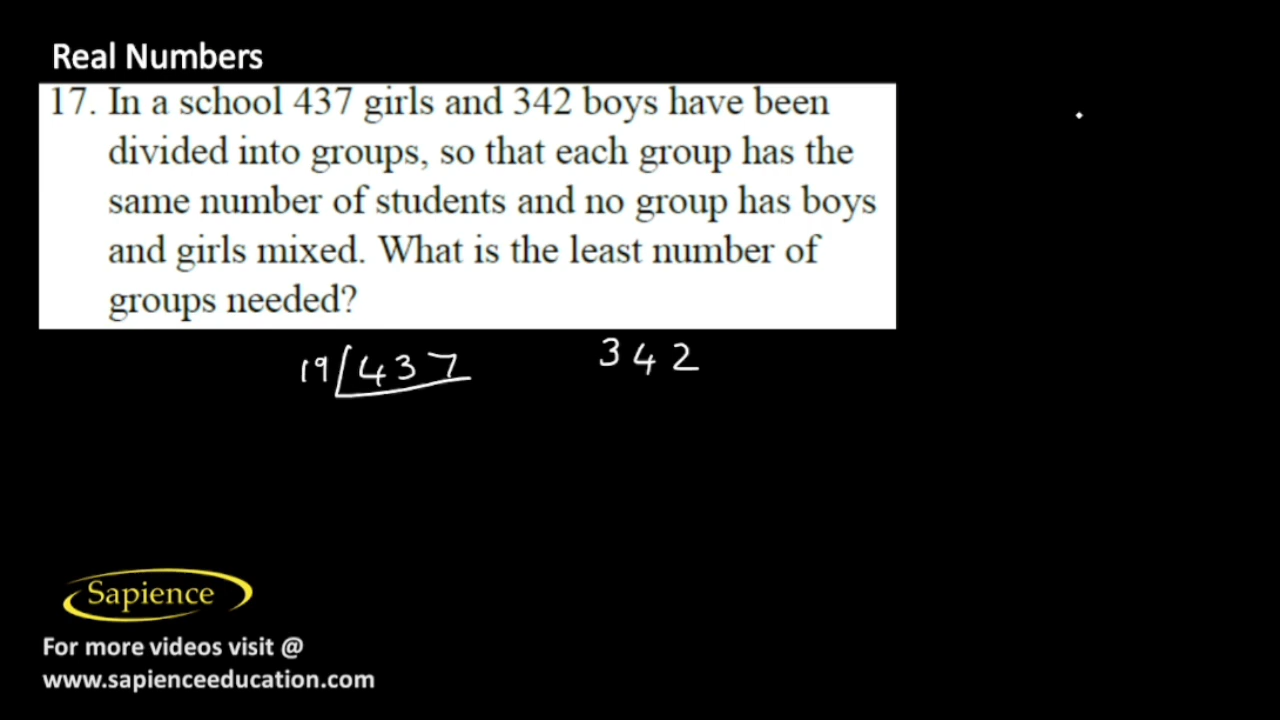 Real Numbers
17. In a school 437 girls and 342 boys have been
divided into groups, so that each group has the
same number of students and no group has boys
and girls mixed. What is the least number of
groups needed?
19 437 342
Sapience
For more videos visit @
www.sapienceeducation.com